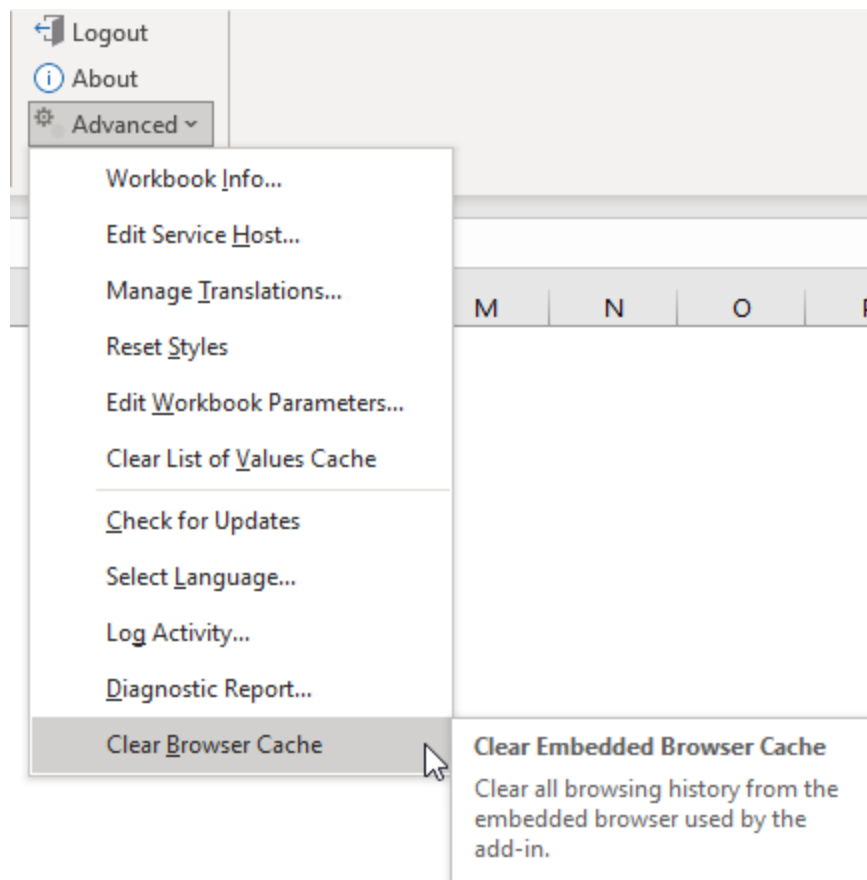 Logout
About
Advanced
Workbook Info...
Edit Service Host...
Manage Translations...
M N O
Reset Styles
Edit Workbook Parameters...
Clear List of Values Cache
Check for Updates
Select Language...
Log Activity...
Diagnostic Report...
Clear Browser Cache
Clear Embedded Browser Cache
Clear all browsing history from the
embedded browser used by the
add-in.